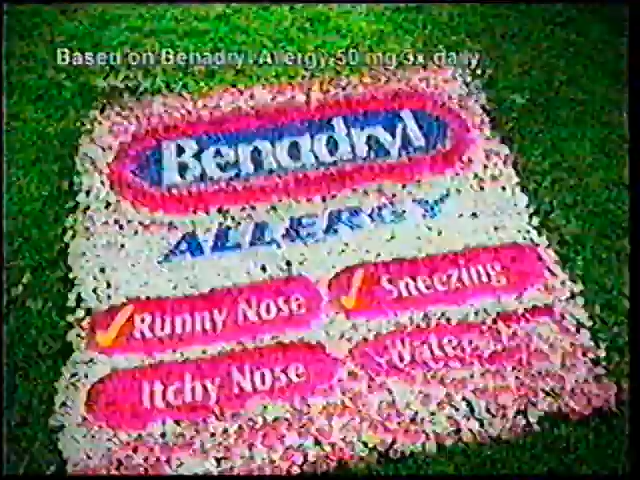 Based on Benadryl Allergy 50 mg 3x daily
Benadryl
ALLERGY
Runny Nose
Sneezing
Itchy Nose